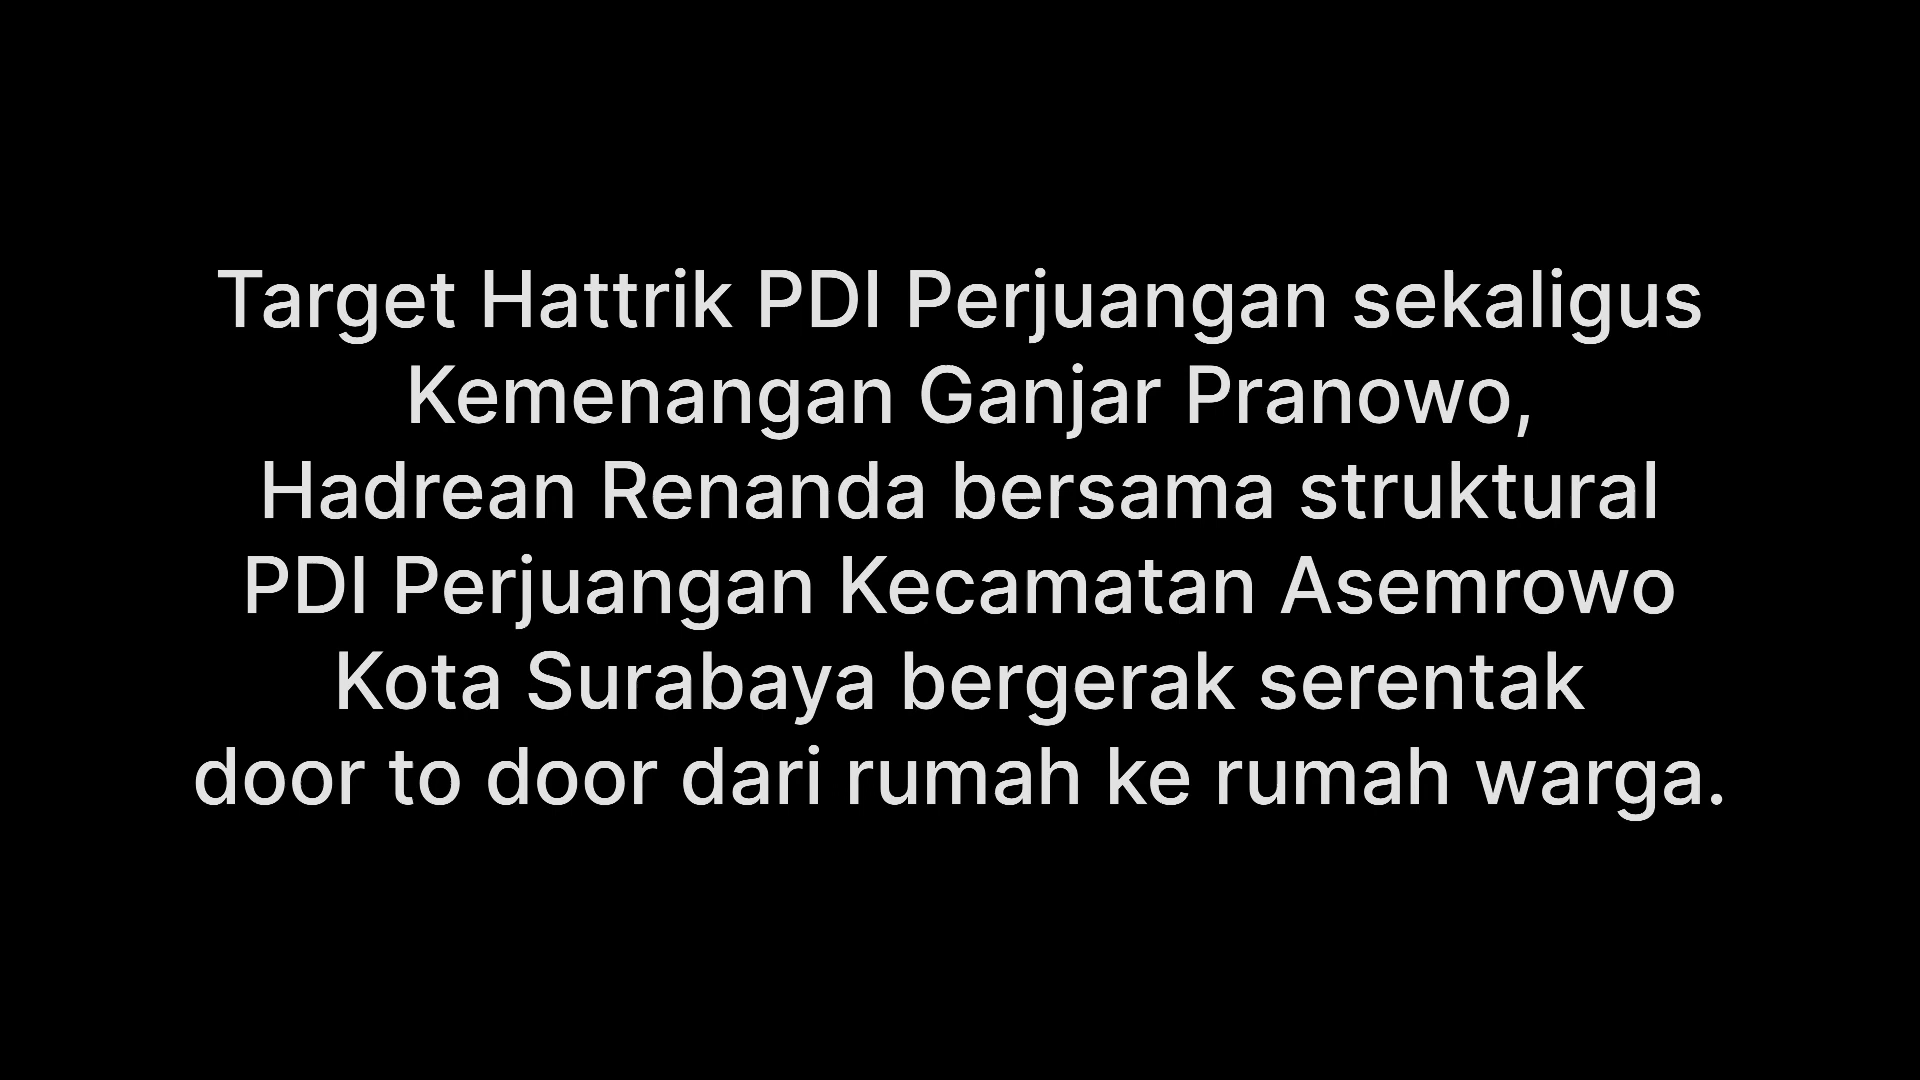 Target Hattrik PDI Perjuangan sekaligus
Kemenangan Ganjar Pranowo,
Hadrean Renanda bersama struktural
PDI Perjuangan Kecamatan Asemrowo
Kota Surabaya bergerak serentak
door to door dari rumah ke rumah warga.